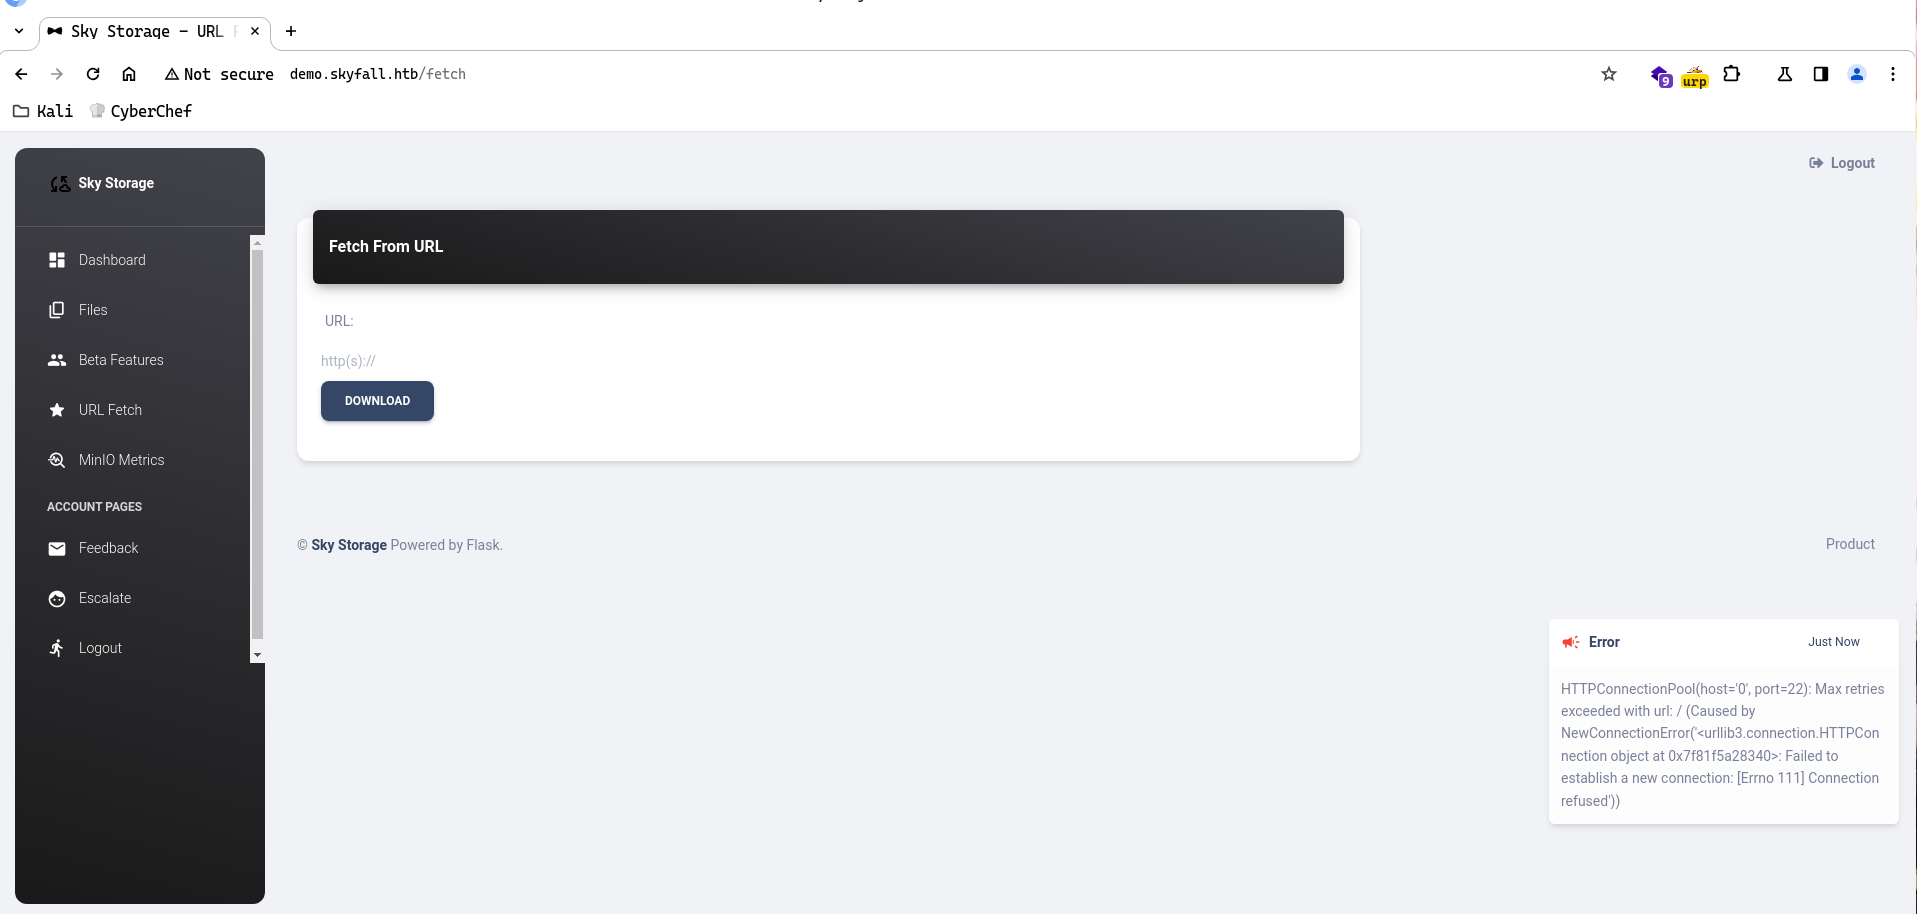 Sky Storage – URL
Not secure demo.skyfall.htb/fetch
9
urp
Kali
CyberChef
Sky Storage
Logout
Fetch From URL
Dashboard
Files
URL:
Beta Features
http(s)://
DOWNLOAD
URL Fetch
MinIO Metrics
ACCOUNT PAGES
Feedback
© Sky Storage Powered by Flask.
Product
Escalate
Logout
Error
Just Now
HTTPConnectionPool(host='0', port=22): Max retries
exceeded with url: / (Caused by
NewConnectionError('<urllib3.connection.HTTPCon
nection object at 0x7f81f5a28340>: Failed to
establish a new connection: [Errno 111] Connection
refused'))